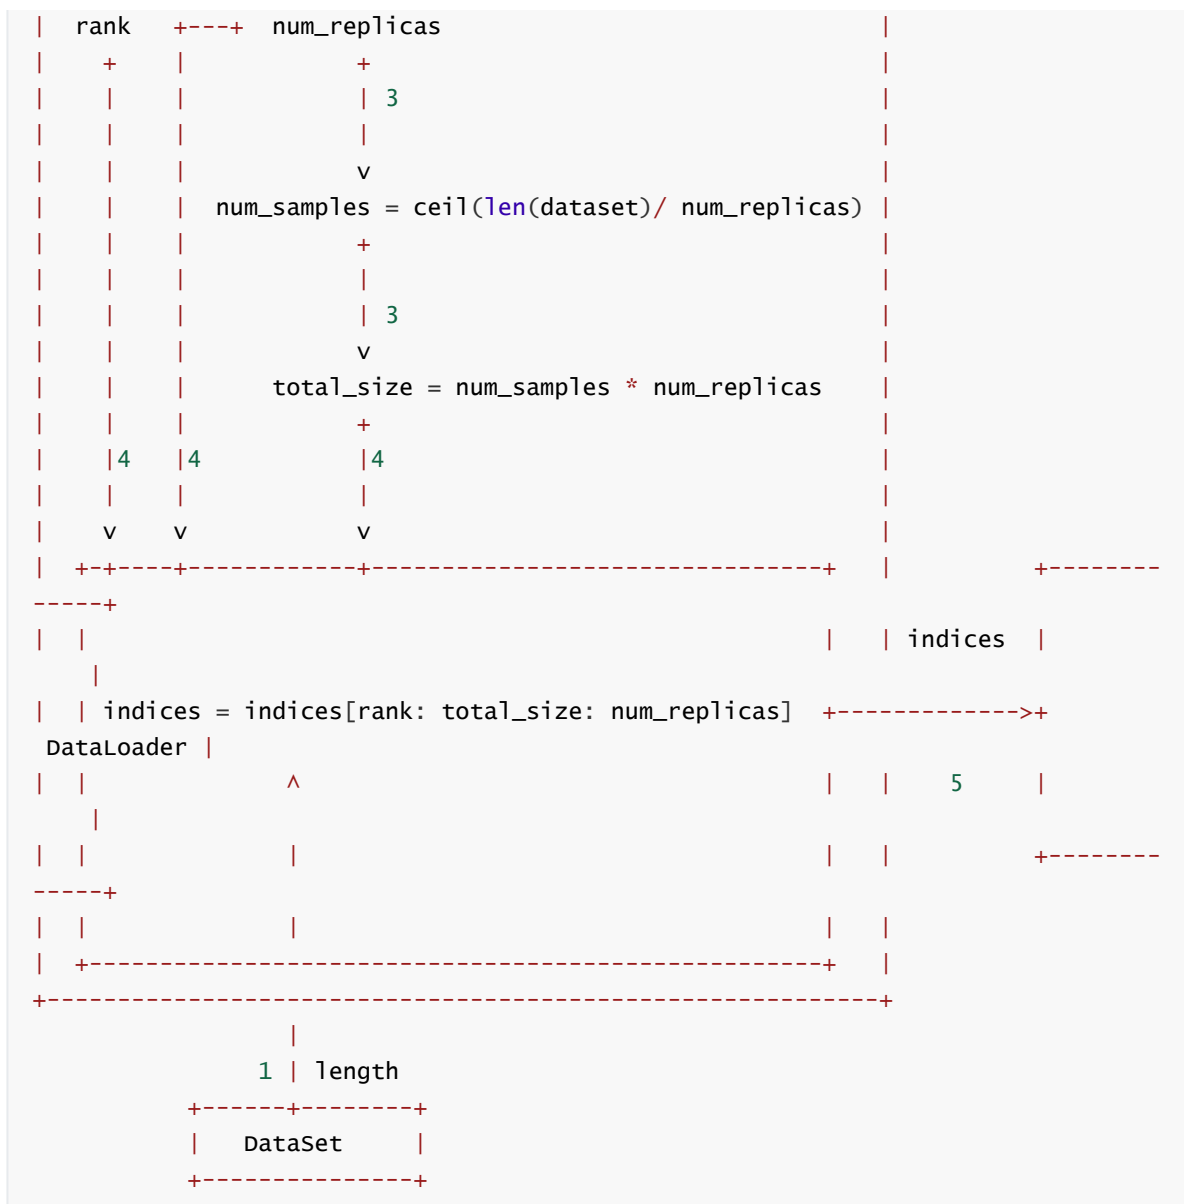 |   rank   +---+  num_replicas                               |
|     +    |            +                                    |
|     |    |            | 3                                  |
|     |    |            |                                    |
|     |    |            v                                    |
|     |    |  num_samples = ceil(len(dataset)/ num_replicas) |
|     |    |            +                                    |
|     |    |            |                                    |
|     |    |            | 3                                  |
|     |    |            v                                    |
|     |    |      total_size = num_samples * num_replicas     |
|     |    |            +                                    |
|     |4   |4           |4                                   |
|     |    |            |                                    |
|     v    v            v                                    |
|  +-+----+------------+--------------------------------+    |          +--------
-----+
|  |                                                    |   | indices  |
    |
|  | indices = indices[rank: total_size: num_replicas]  +------------->+
 DataLoader |
|  |              ^                                     |   |    5     |
    |
|  |              |                                     |   |          +--------
-----+
|  |              |                                     |   |
|  +----------------------------------------------------+   |
+-----------------------------------------------------------+
                  |
                1 | length
           +------+--------+
           |   DataSet     |
           +---------------+